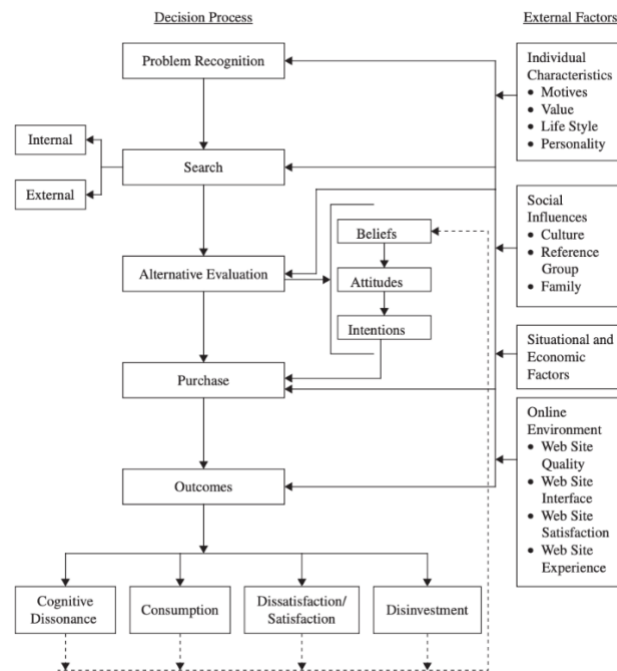 Decision Process
External Factors
Problem Recognition
Individual
Characteristics
• Motives
• Value
• Life Style
• Personality
Internal
Search
External
Social
Influences
• Culture
• Reference
Group
• Family
Beliefs
Alternative Evaluation
Attitudes
Intentions
Situational and
Economic
Factors
Purchase
Online
Environment
• Web Site
Quality
• Web Site
Interface
• Web Site
Satisfaction
• Web Site
Experience
Outcomes
Cognitive
Dissonance
Consumption
Dissatisfaction/
Satisfaction
Disinvestment